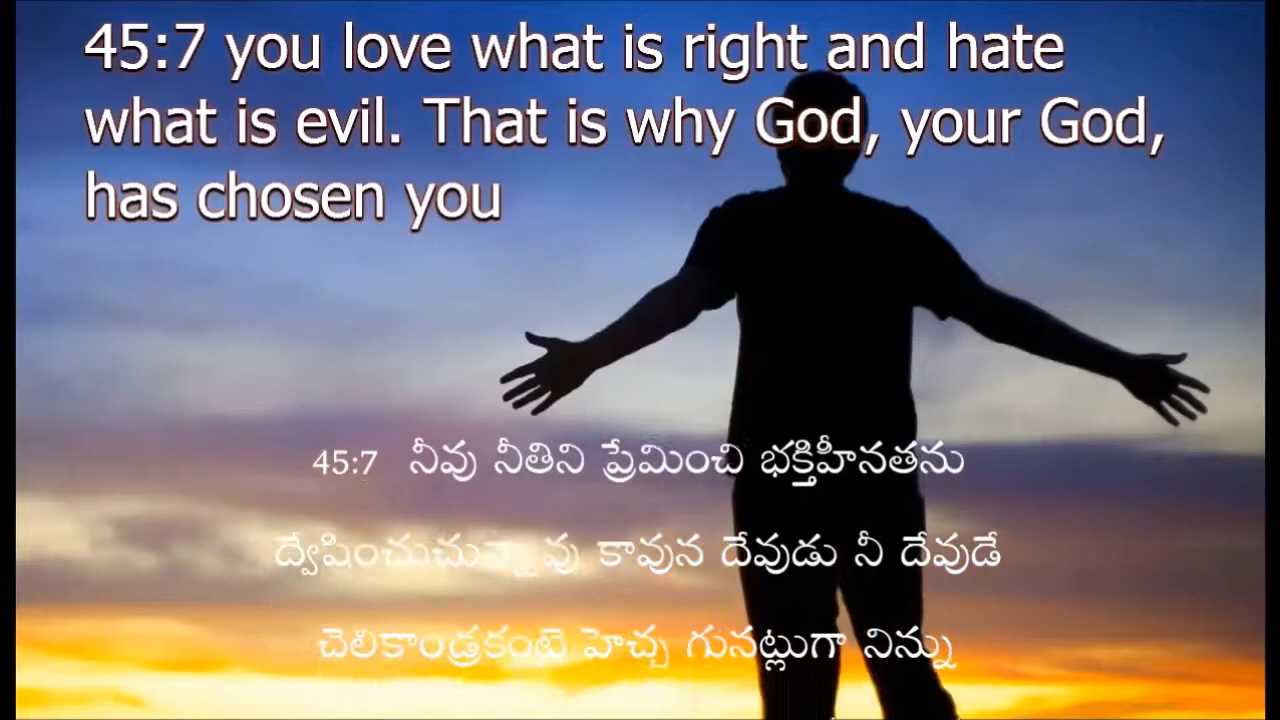 45:7 you love what is right and hate
what is evil. That is why God, your God,
has chosen you
45:7 నీవు నీతిని ప్రేమించి భక్తిహీనతను
ద్వేషించుచున్నావు కావున దేవుడు నీ దేవుడే
చెలికాండ్రకంటె హెచ్చ గునట్లుగా నిన్ను